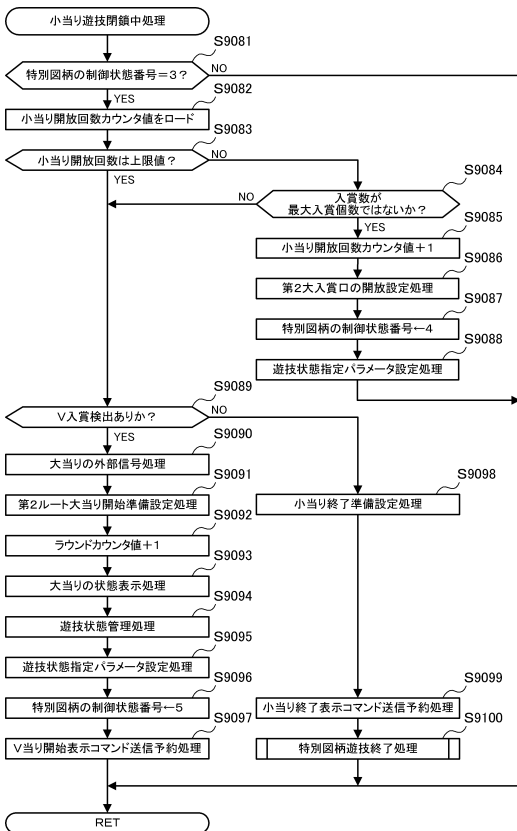 小当り遊技閉鎖中処理
S9081
特別図柄の制御状態番号＝3？
NO
YES
S9082
小当り開放回数カウンタ値をロード
S9083
小当り開放回数は上限値？
NO
YES
S9084
入賞数が
最大入賞個数ではないか？
NO
YES
S9085
小当り開放回数カウンタ値＋1
S9086
第2大入賞口の開放設定処理
S9087
特別図柄の制御状態番号←4
S9088
遊技状態指定パラメータ設定処理
S9089
V入賞検出ありか？
NO
YES
S9090
大当りの外部信号処理
S9091
第2ルート大当り開始準備設定処理
S9092
ラウンドカウンタ値＋1
S9093
大当りの状態表示処理
S9094
遊技状態管理処理
S9095
遊技状態指定パラメータ設定処理
S9096
特別図柄の制御状態番号←5
S9097
V当り開始表示コマンド送信予約処理
S9098
小当り終了準備設定処理
S9099
小当り終了表示コマンド送信予約処理
S9100
特別図柄遊技終了処理
RET